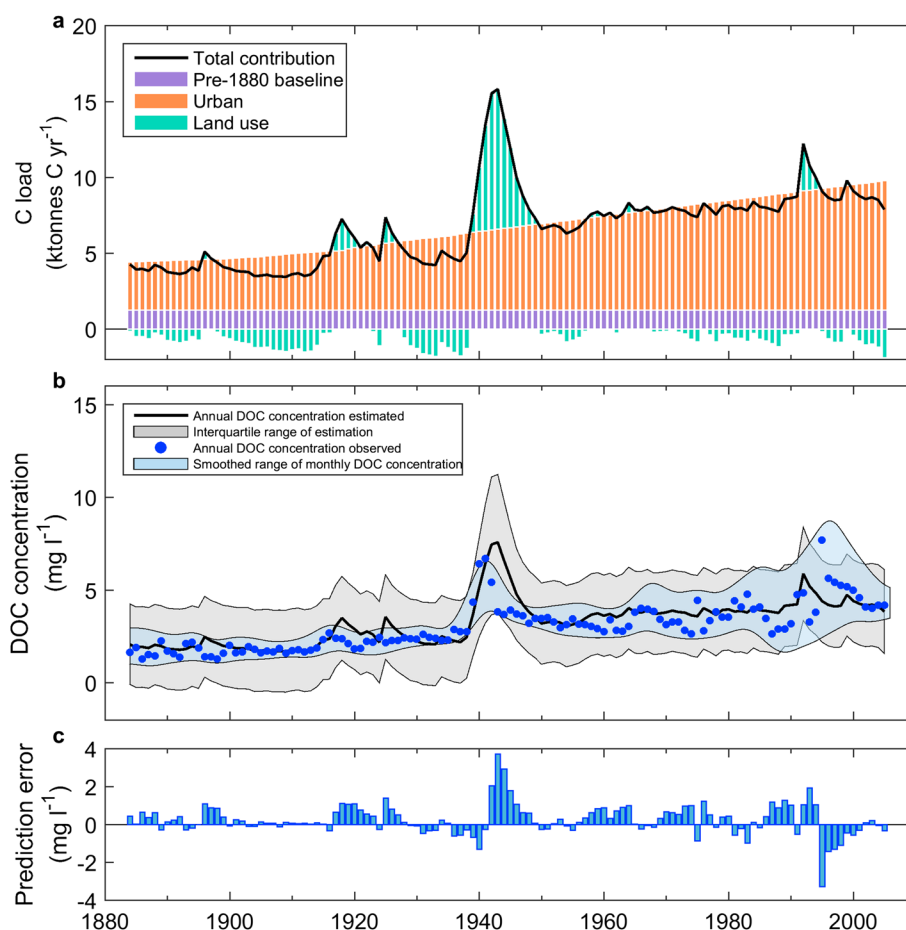 a
20
15
10
5
0
C load
(ktonnes C yr⁻¹)
Total contribution
Pre-1880 baseline
Urban
Land use
b
15
10
5
0
DOC concentration
(mg l⁻¹)
Annual DOC concentration estimated
Interquartile range of estimation
Annual DOC concentration observed
Smoothed range of monthly DOC concentration
c
4
2
0
-2
-4
Prediction error
(mg l⁻¹)
1880 1900 1920 1940 1960 1980 2000